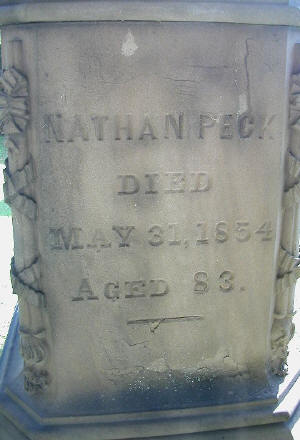 NATHAN PECK
DIED
MAY 31, 1854
AGED 83.